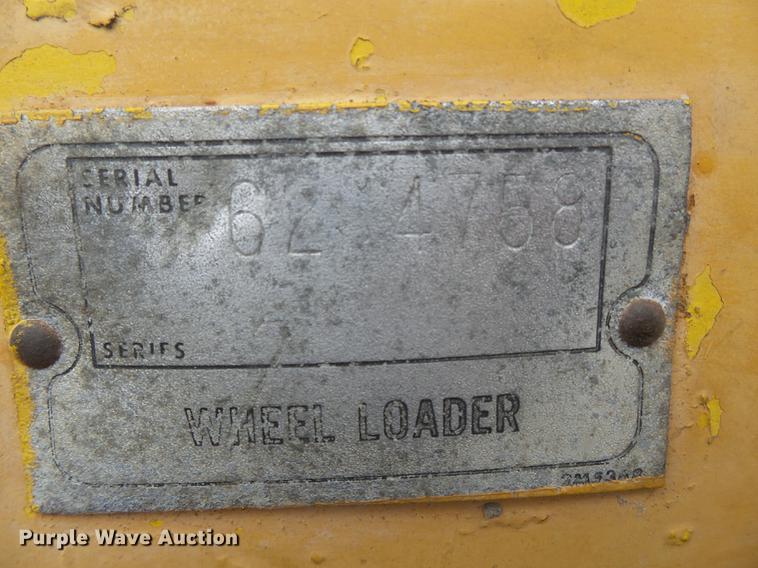 SERIAL
NUMBER 62 4758
SERIES
WHEEL LOADER
Purple Wave Auction